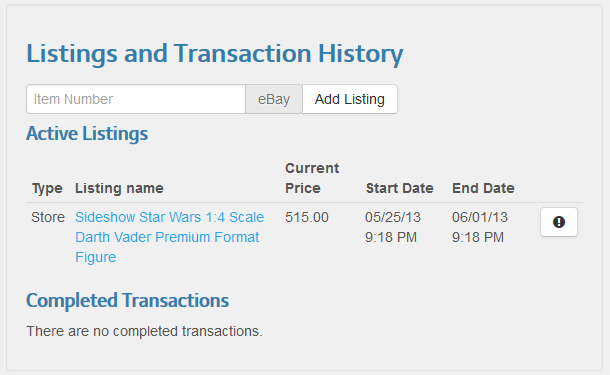 Listings and Transaction History
Item Number eBay Add Listing
Active Listings
Type Listing name Current Price Start Date End Date
Store Sideshow Star Wars 1:4 Scale 515.00 05/25/13 06/01/13
Darth Vader Premium Format 9:18 PM 9:18 PM
Figure
Completed Transactions
There are no completed transactions.